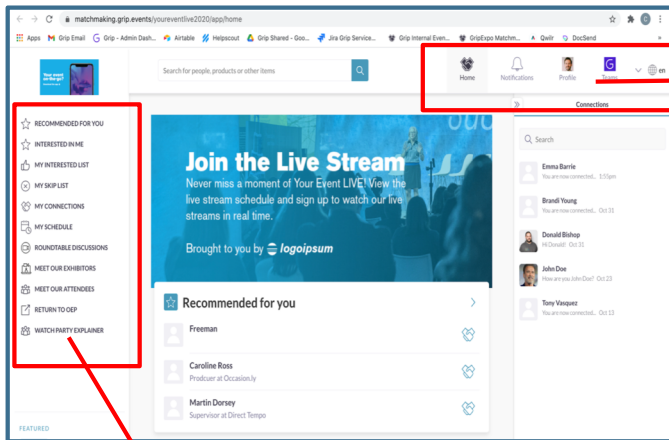 matchmaking.grip.events/youreventlive2020/app/home
Apps Grip Email Grip - Admin Dash... Airtable Helpscout Grip Shared - Goo... Jira Grip Service... Grip Internal Even... GripExpo Matchm... Qwilr DocSend »
Your event
on the go?
Search for people, products or other items
Home Notifications Profile Teams en
Connections
RECOMMENDED FOR YOU
INTERESTED IN ME
MY INTERESTED LIST
MY SKIP LIST
MY CONNECTIONS
MY SCHEDULE
ROUNDTABLE DISCUSSIONS
MEET OUR EXHIBITORS
MEET OUR ATTENDEES
RETURN TO OEP
WATCH PARTY EXPLAINER
FEATURED
Join the Live Stream
Never miss a moment of Your Event LIVE! View the
live stream schedule and sign up to watch our live
streams in real time.
Brought to you by logoipsum
Recommended for you
Freeman
Caroline Ross
Prodcuer at Occasion.ly
Martin Dorsey
Supervisor at Direct Tempo
Search
Emma Barrie
You are now connected... 1:55pm
Brandi Young
You are now connected... Oct 31
Donald Bishop
Hi Donald! Oct 31
John Doe
How are you John Doe? Oct 23
Tony Vasquez
You are now connected... Oct 13